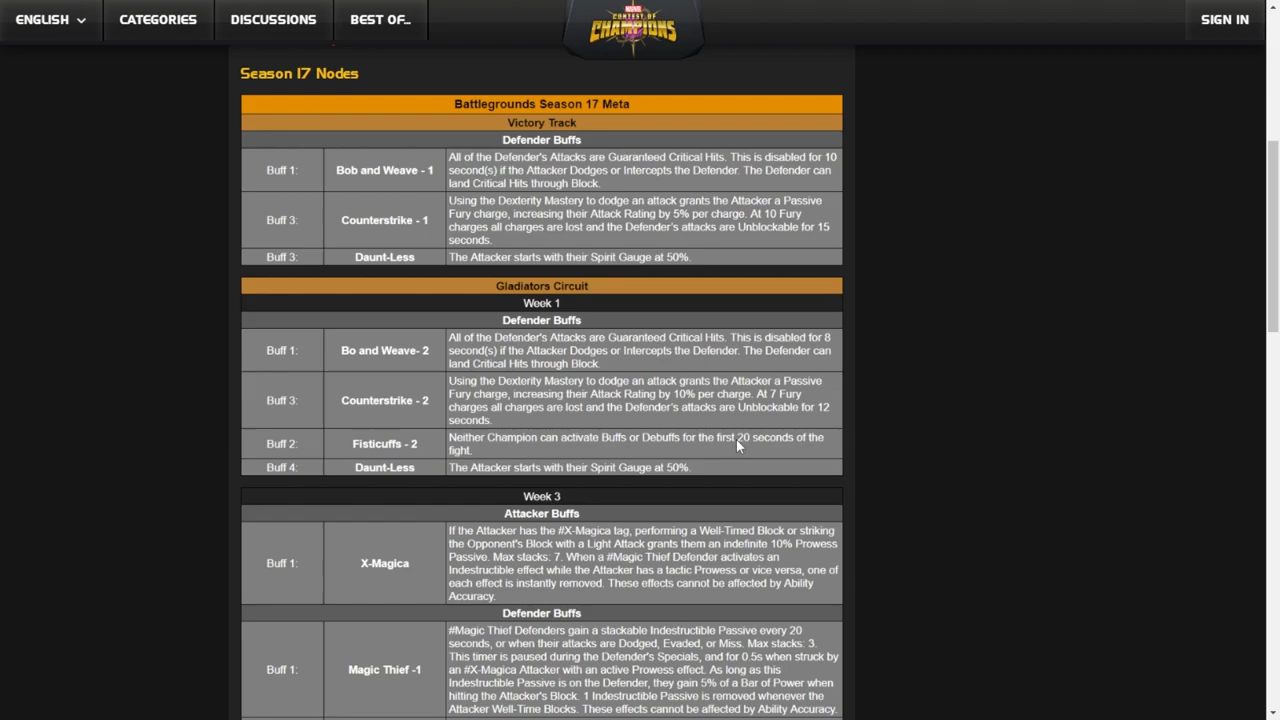 ENGLISH
CATEGORIES
DISCUSSIONS
BEST OF...
MARVEL
CONTEST OF
CHAMPIONS
SIGN IN
Season 17 Nodes
Battlegrounds Season 17 Meta
Victory Track
Defender Buffs
Buff 1:
Bob and Weave - 1
All of the Defender's Attacks are Guaranteed Critical Hits. This is disabled for 10
second(s) if the Attacker Dodges or Intercepts the Defender. The Defender can
land Critical Hits through Block.
Buff 3:
Counterstrike - 1
Using the Dexterity Mastery to dodge an attack grants the Attacker a Passive
Fury charge, increasing their Attack Rating by 5% per charge. At 10 Fury
charges all charges are lost and the Defender's attacks are Unblockable for 15
seconds.
Buff 3:
Daunt-Less
The Attacker starts with their Spirit Gauge at 50%.
Gladiators Circuit
Week 1
Defender Buffs
Buff 1:
Bo and Weave- 2
All of the Defender's Attacks are Guaranteed Critical Hits. This is disabled for 8
second(s) if the Attacker Dodges or Intercepts the Defender. The Defender can
land Critical Hits through Block.
Buff 3:
Counterstrike - 2
Using the Dexterity Mastery to dodge an attack grants the Attacker a Passive
Fury charge, increasing their Attack Rating by 10% per charge. At 7 Fury
charges all charges are lost and the Defender's attacks are Unblockable for 12
seconds.
Buff 2:
Fisticuffs - 2
Neither Champion can activate Buffs or Debuffs for the first 20 seconds of the
fight.
Buff 4:
Daunt-Less
The Attacker starts with their Spirit Gauge at 50%.
Week 3
Attacker Buffs
Buff 1:
X-Magica
If the Attacker has the #X-Magica tag, performing a Well-Timed Block or striking
the Opponent's Block with a Light Attack grants them an indefinite 10% Prowess
Passive. Max stacks: 7. When a #Magic Thief Defender activates an
Indestructible effect while the Attacker has a tactic Prowess or vice versa, one of
each effect is instantly removed. These effects cannot be affected by Ability
Accuracy.
Defender Buffs
Buff 1:
Magic Thief -1
#Magic Thief Defenders gain a stackable Indestructible Passive every 20
seconds, or when their attacks are Dodged, Evaded, or Miss. Max stacks: 3.
This timer is paused during the Defender's Specials, and for 0.5s when struck by
an #X-Magica Attacker with an active Prowess effect. As long as this
Indestructible Passive is on the Defender, they gain 5% of a Bar of Power when
hitting the Attacker's Block. 1 Indestructible Passive is removed whenever the
Attacker Well-Time Blocks. These effects cannot be affected by Ability Accuracy.